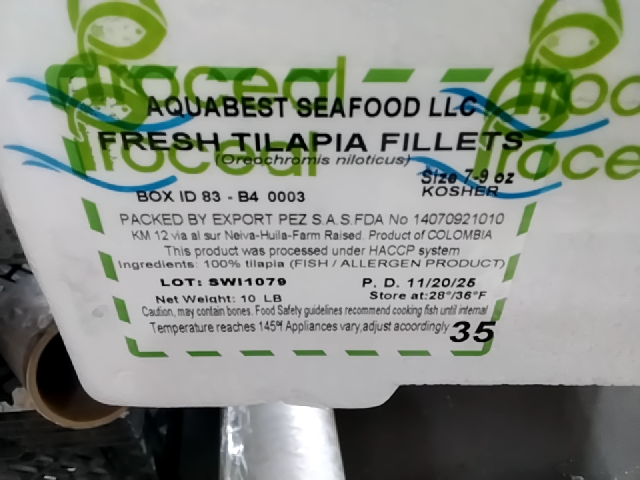 Proceal
Proceal
AQUABEST SEAFOOD LLC
FRESH TILAPIA FILLETS
(Oreochromis niloticus)
Size 7-9 oz
KOSHER
BOX ID 83 - B4 0003
PACKED BY EXPORT PEZ S.A.S.FDA No 14070921010
KM 12 via al sur Neiva-Huila-Farm Raised. Product of COLOMBIA
This product was processed under HACCP system
Ingredients: 100% tilapia (FISH / ALLERGEN PRODUCT)
LOT: SWI1079 P. D. 11/20/25
Net Weight: 10 LB Store at:28°/36°F
Caution, may contain bones. Food Safety guidelines recommend cooking fish until internal
Temperature reaches 145°f Appliances vary,adjust acoordingly
35